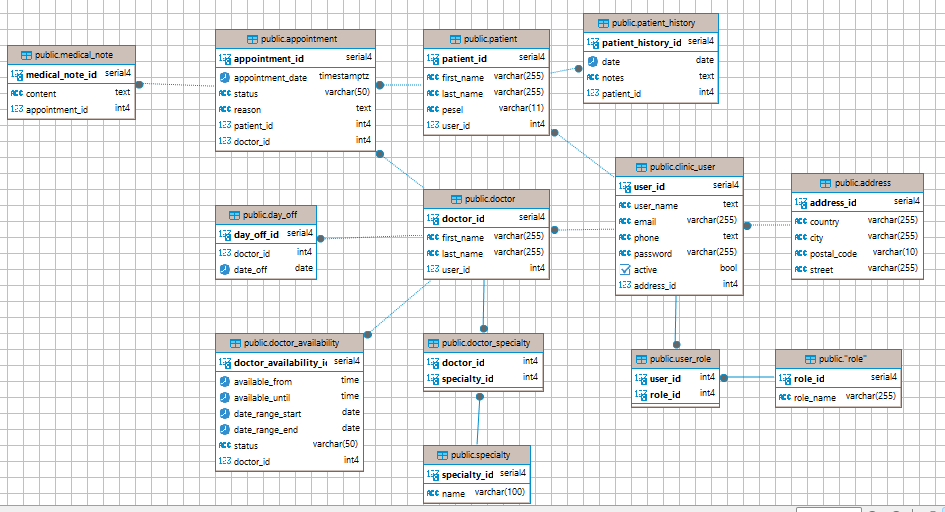 public.medical_note
medical_note_id serial4
content text
appointment_id int4
public.appointment
appointment_id serial4
appointment_date timestamptz
status varchar(50)
reason text
patient_id int4
doctor_id int4
public.patient
patient_id serial4
first_name varchar(255)
last_name varchar(255)
pesel varchar(11)
user_id int4
public.patient_history
patient_history_id serial4
date date
notes text
patient_id int4
public.day_off
day_off_id serial4
doctor_id int4
date_off date
public.doctor
doctor_id serial4
first_name varchar(255)
last_name varchar(255)
user_id int4
public.clinic_user
user_id serial4
user_name text
email varchar(255)
phone text
password varchar(255)
active bool
address_id int4
public.address
address_id serial4
country varchar(255)
city varchar(255)
postal_code varchar(10)
street varchar(255)
public.doctor_availability
doctor_availability_i serial4
available_from time
available_until time
date_range_start date
date_range_end date
status varchar(50)
doctor_id int4
public.doctor_specialty
doctor_id int4
specialty_id int4
public.user_role
user_id int4
role_id int4
public."role"
role_id serial4
role_name varchar(255)
public.specialty
specialty_id serial4
name varchar(100)